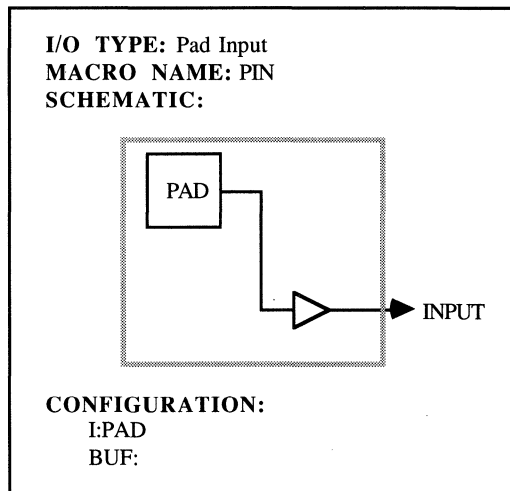 I/O TYPE: Pad Input
MACRO NAME: PIN
SCHEMATIC:
PAD
INPUT
CONFIGURATION:
I:PAD
BUF: